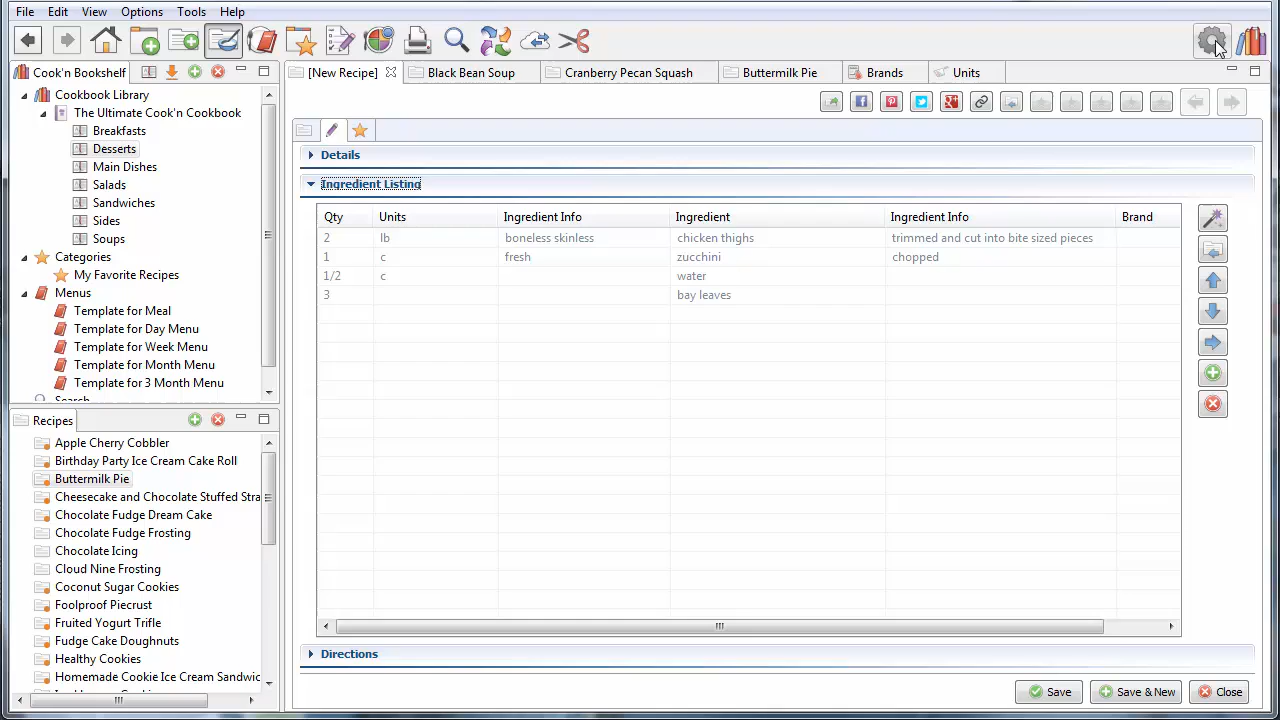 File Edit View Options Tools Help
Cook'n Bookshelf
[New Recipe] Black Bean Soup Cranberry Pecan Squash Buttermilk Pie Brands Units
Cookbook Library
The Ultimate Cook'n Cookbook
Breakfasts
Desserts
Main Dishes
Salads
Sandwiches
Sides
Soups
Categories
My Favorite Recipes
Menus
Template for Meal
Template for Day Menu
Template for Week Menu
Template for Month Menu
Template for 3 Month Menu
Search
Recipes
Apple Cherry Cobbler
Birthday Party Ice Cream Cake Roll
Buttermilk Pie
Cheesecake and Chocolate Stuffed Stra
Chocolate Fudge Dream Cake
Chocolate Fudge Frosting
Chocolate Icing
Cloud Nine Frosting
Coconut Sugar Cookies
Foolproof Piecrust
Fruited Yogurt Trifle
Fudge Cake Doughnuts
Healthy Cookies
Homemade Cookie Ice Cream Sandwic
Details
Ingredient Listing
Qty Units Ingredient Info Ingredient Ingredient Info Brand
2 lb boneless skinless chicken thighs trimmed and cut into bite sized pieces
1 c fresh zucchini chopped
1/2 c water
3 bay leaves
Directions
Save Save & New Close